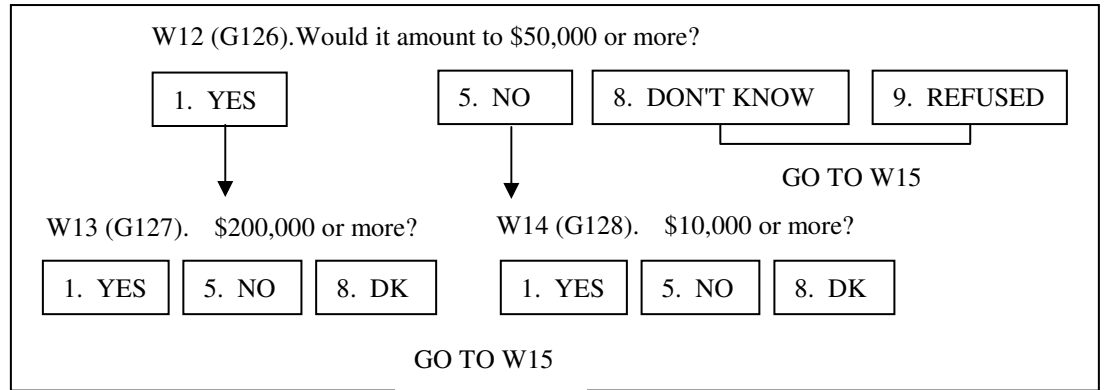 W12 (G126).Would it amount to $50,000 or more?
1. YES 5. NO 8. DON'T KNOW 9. REFUSED
GO TO W15
W13 (G127). $200,000 or more? W14 (G128). $10,000 or more?
1. YES 5. NO 8. DK 1. YES 5. NO 8. DK
GO TO W15